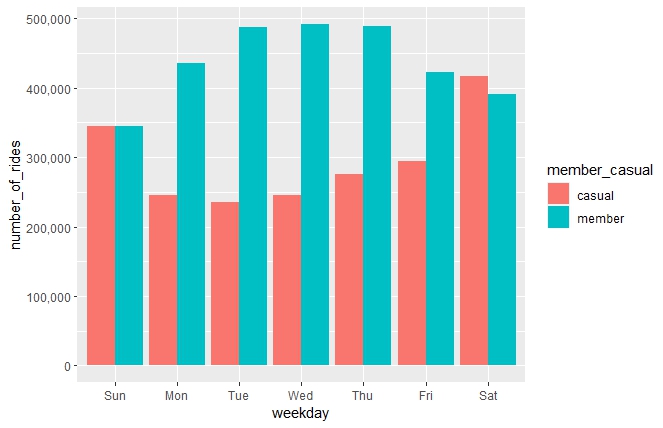 500,000
400,000
300,000
200,000
100,000
0
number_of_rides
Sun Mon Tue Wed Thu Fri Sat
weekday
member_casual
casual
member